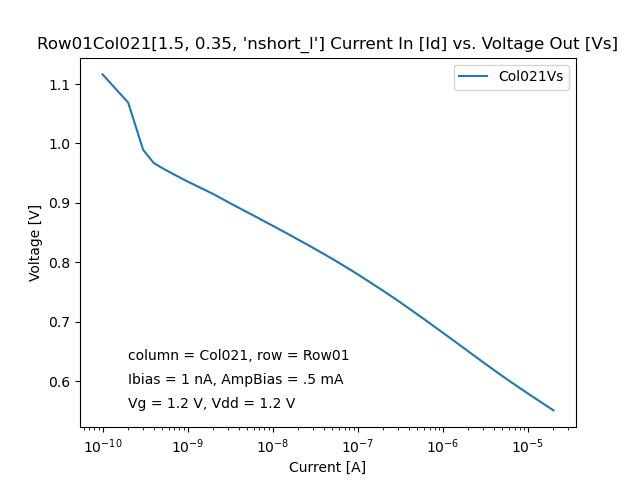 Row01Col021[1.5, 0.35, 'nshort_l'] Current In [Id] vs. Voltage Out [Vs]
Col021Vs
1.1
1.0
0.9
0.8
0.7
0.6
Voltage [V]
column = Col021, row = Row01
Ibias = 1 nA, AmpBias = .5 mA
Vg = 1.2 V, Vdd = 1.2 V
10⁻¹⁰ 10⁻⁹ 10⁻⁸ 10⁻⁷ 10⁻⁶ 10⁻⁵
Current [A]